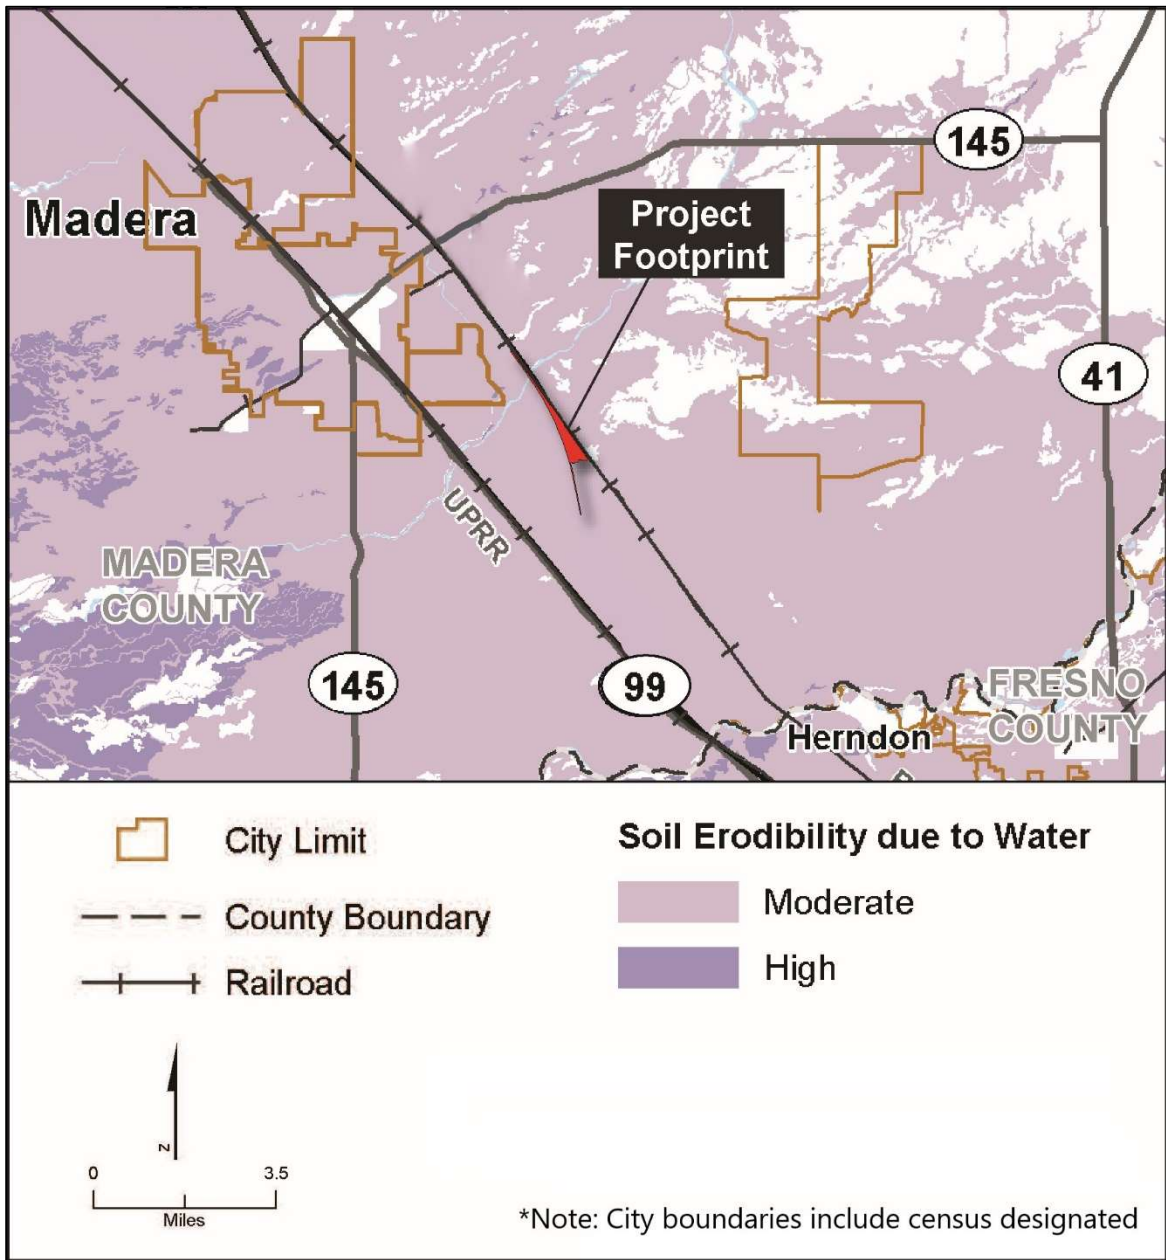 145
Project
Footprint
Madera
41
UPRR
MADERA
COUNTY
145
99
FRESNO
COUNTY
Herndon
City Limit
County Boundary
Railroad
Soil Erodibility due to Water
Moderate
High
N
0 3.5
Miles
*Note: City boundaries include census designated